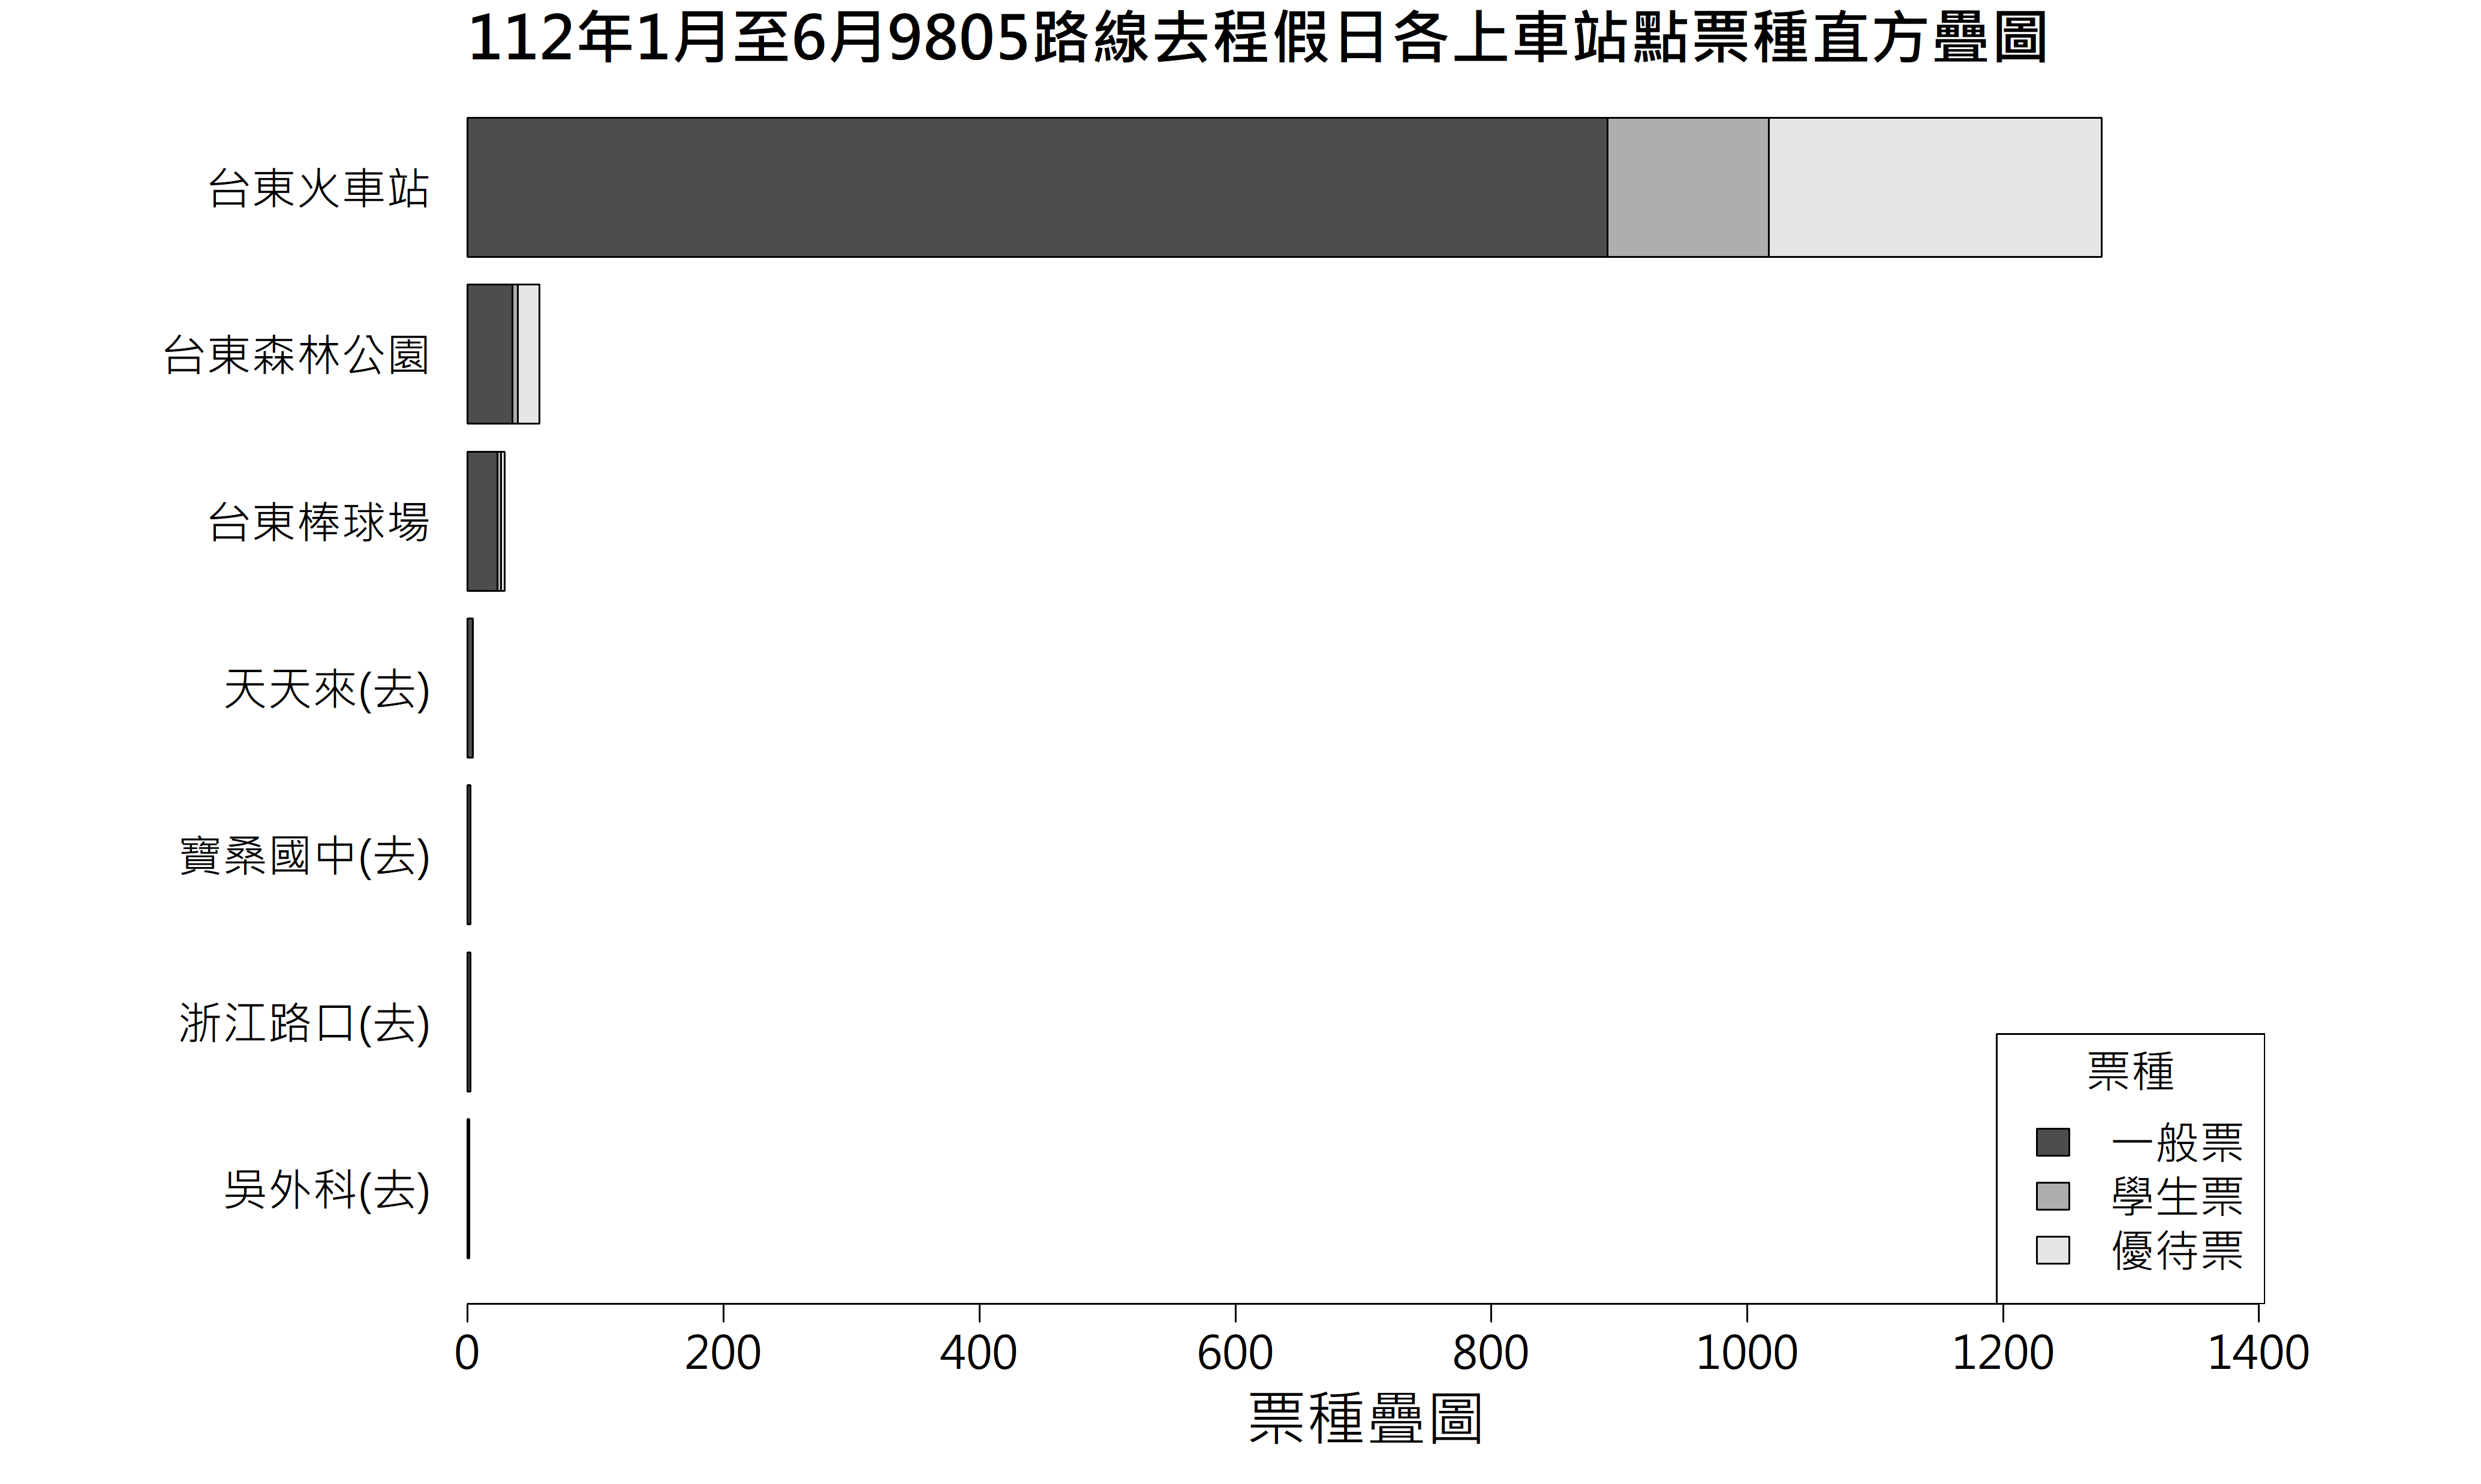 112年1月至6月9805路線去程假日各上車站點票種直方疊圖
台東火車站
台東森林公園
台東棒球場
天天來(去)
寶桑國中(去)
浙江路口(去)
吳外科(去)
票種
一般票
學生票
優待票
0 200 400 600 800 1000 1200 1400
票種疊圖